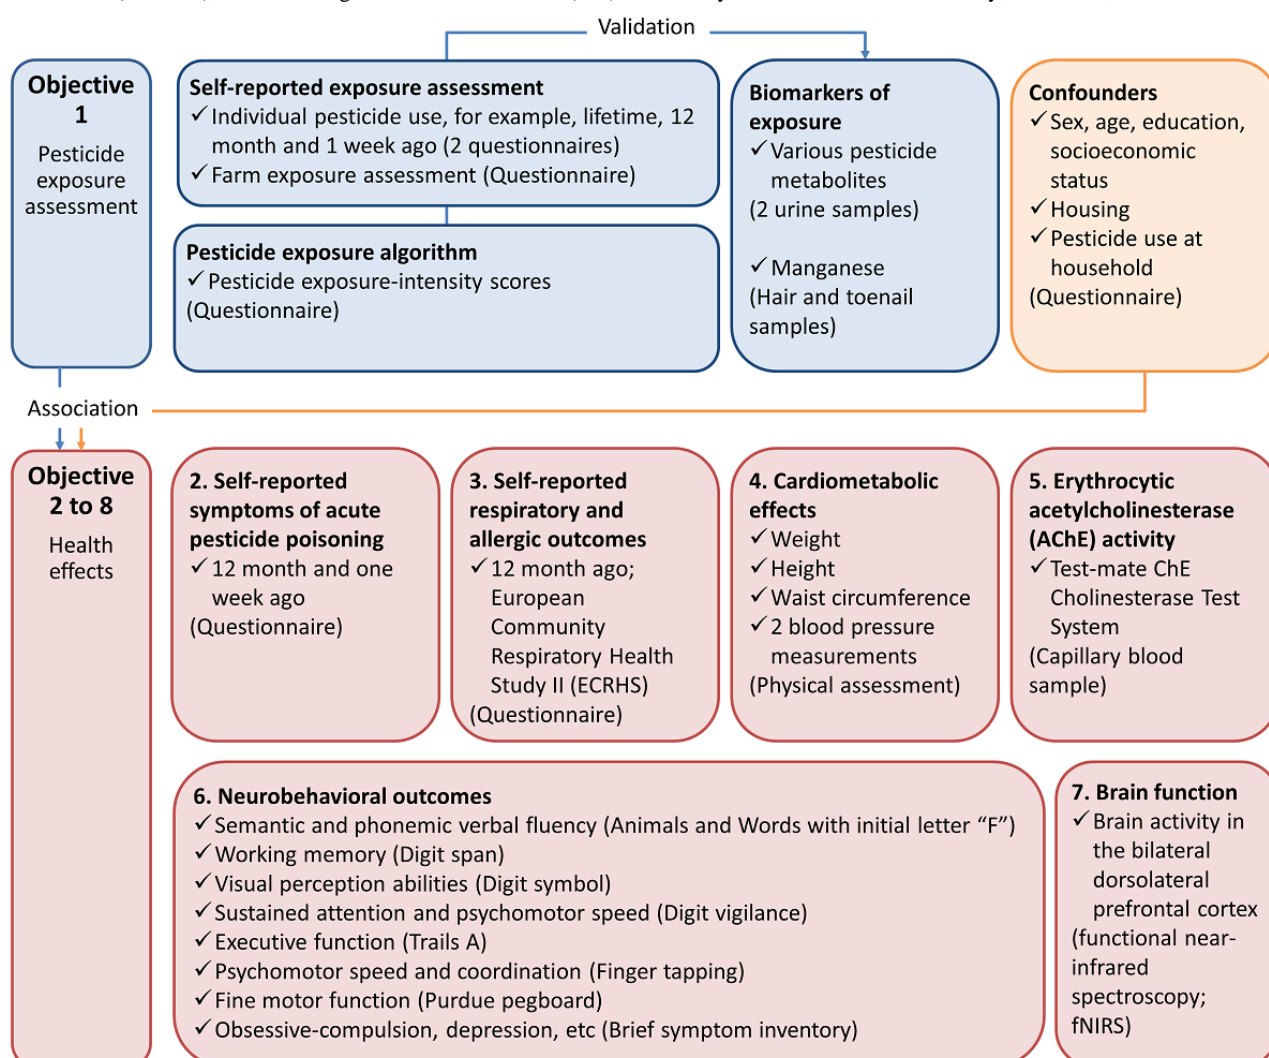 Validation
Objective
1
Pesticide
exposure
assessment
Self-reported exposure assessment
✓ Individual pesticide use, for example, lifetime, 12
month and 1 week ago (2 questionnaires)
✓ Farm exposure assessment (Questionnaire)
Pesticide exposure algorithm
✓ Pesticide exposure-intensity scores
(Questionnaire)
Biomarkers of
exposure
✓ Various pesticide
metabolites
(2 urine samples)
✓ Manganese
(Hair and toenail
samples)
Confounders
✓ Sex, age, education,
socioeconomic
status
✓ Housing
✓ Pesticide use at
household
(Questionnaire)
Association
Objective
2 to 8
Health
effects
2. Self-reported
symptoms of acute
pesticide poisoning
✓ 12 month and one
week ago
(Questionnaire)
3. Self-reported
respiratory and
allergic outcomes
✓ 12 month ago;
European
Community
Respiratory Health
Study II (ECRHS)
(Questionnaire)
4. Cardiometabolic
effects
✓ Weight
✓ Height
✓ Waist circumference
✓ 2 blood pressure
measurements
(Physical assessment)
5. Erythrocytic
acetylcholinesterase
(AChE) activity
✓ Test-mate ChE
Cholinesterase Test
System
(Capillary blood
sample)
6. Neurobehavioral outcomes
✓ Semantic and phonemic verbal fluency (Animals and Words with initial letter “F”)
✓ Working memory (Digit span)
✓ Visual perception abilities (Digit symbol)
✓ Sustained attention and psychomotor speed (Digit vigilance)
✓ Executive function (Trails A)
✓ Psychomotor speed and coordination (Finger tapping)
✓ Fine motor function (Purdue pegboard)
✓ Obsessive-compulsion, depression, etc (Brief symptom inventory)
7. Brain function
✓ Brain activity in
the bilateral
dorsolateral
prefrontal cortex
(functional near-
infrared
spectroscopy;
fNIRS)